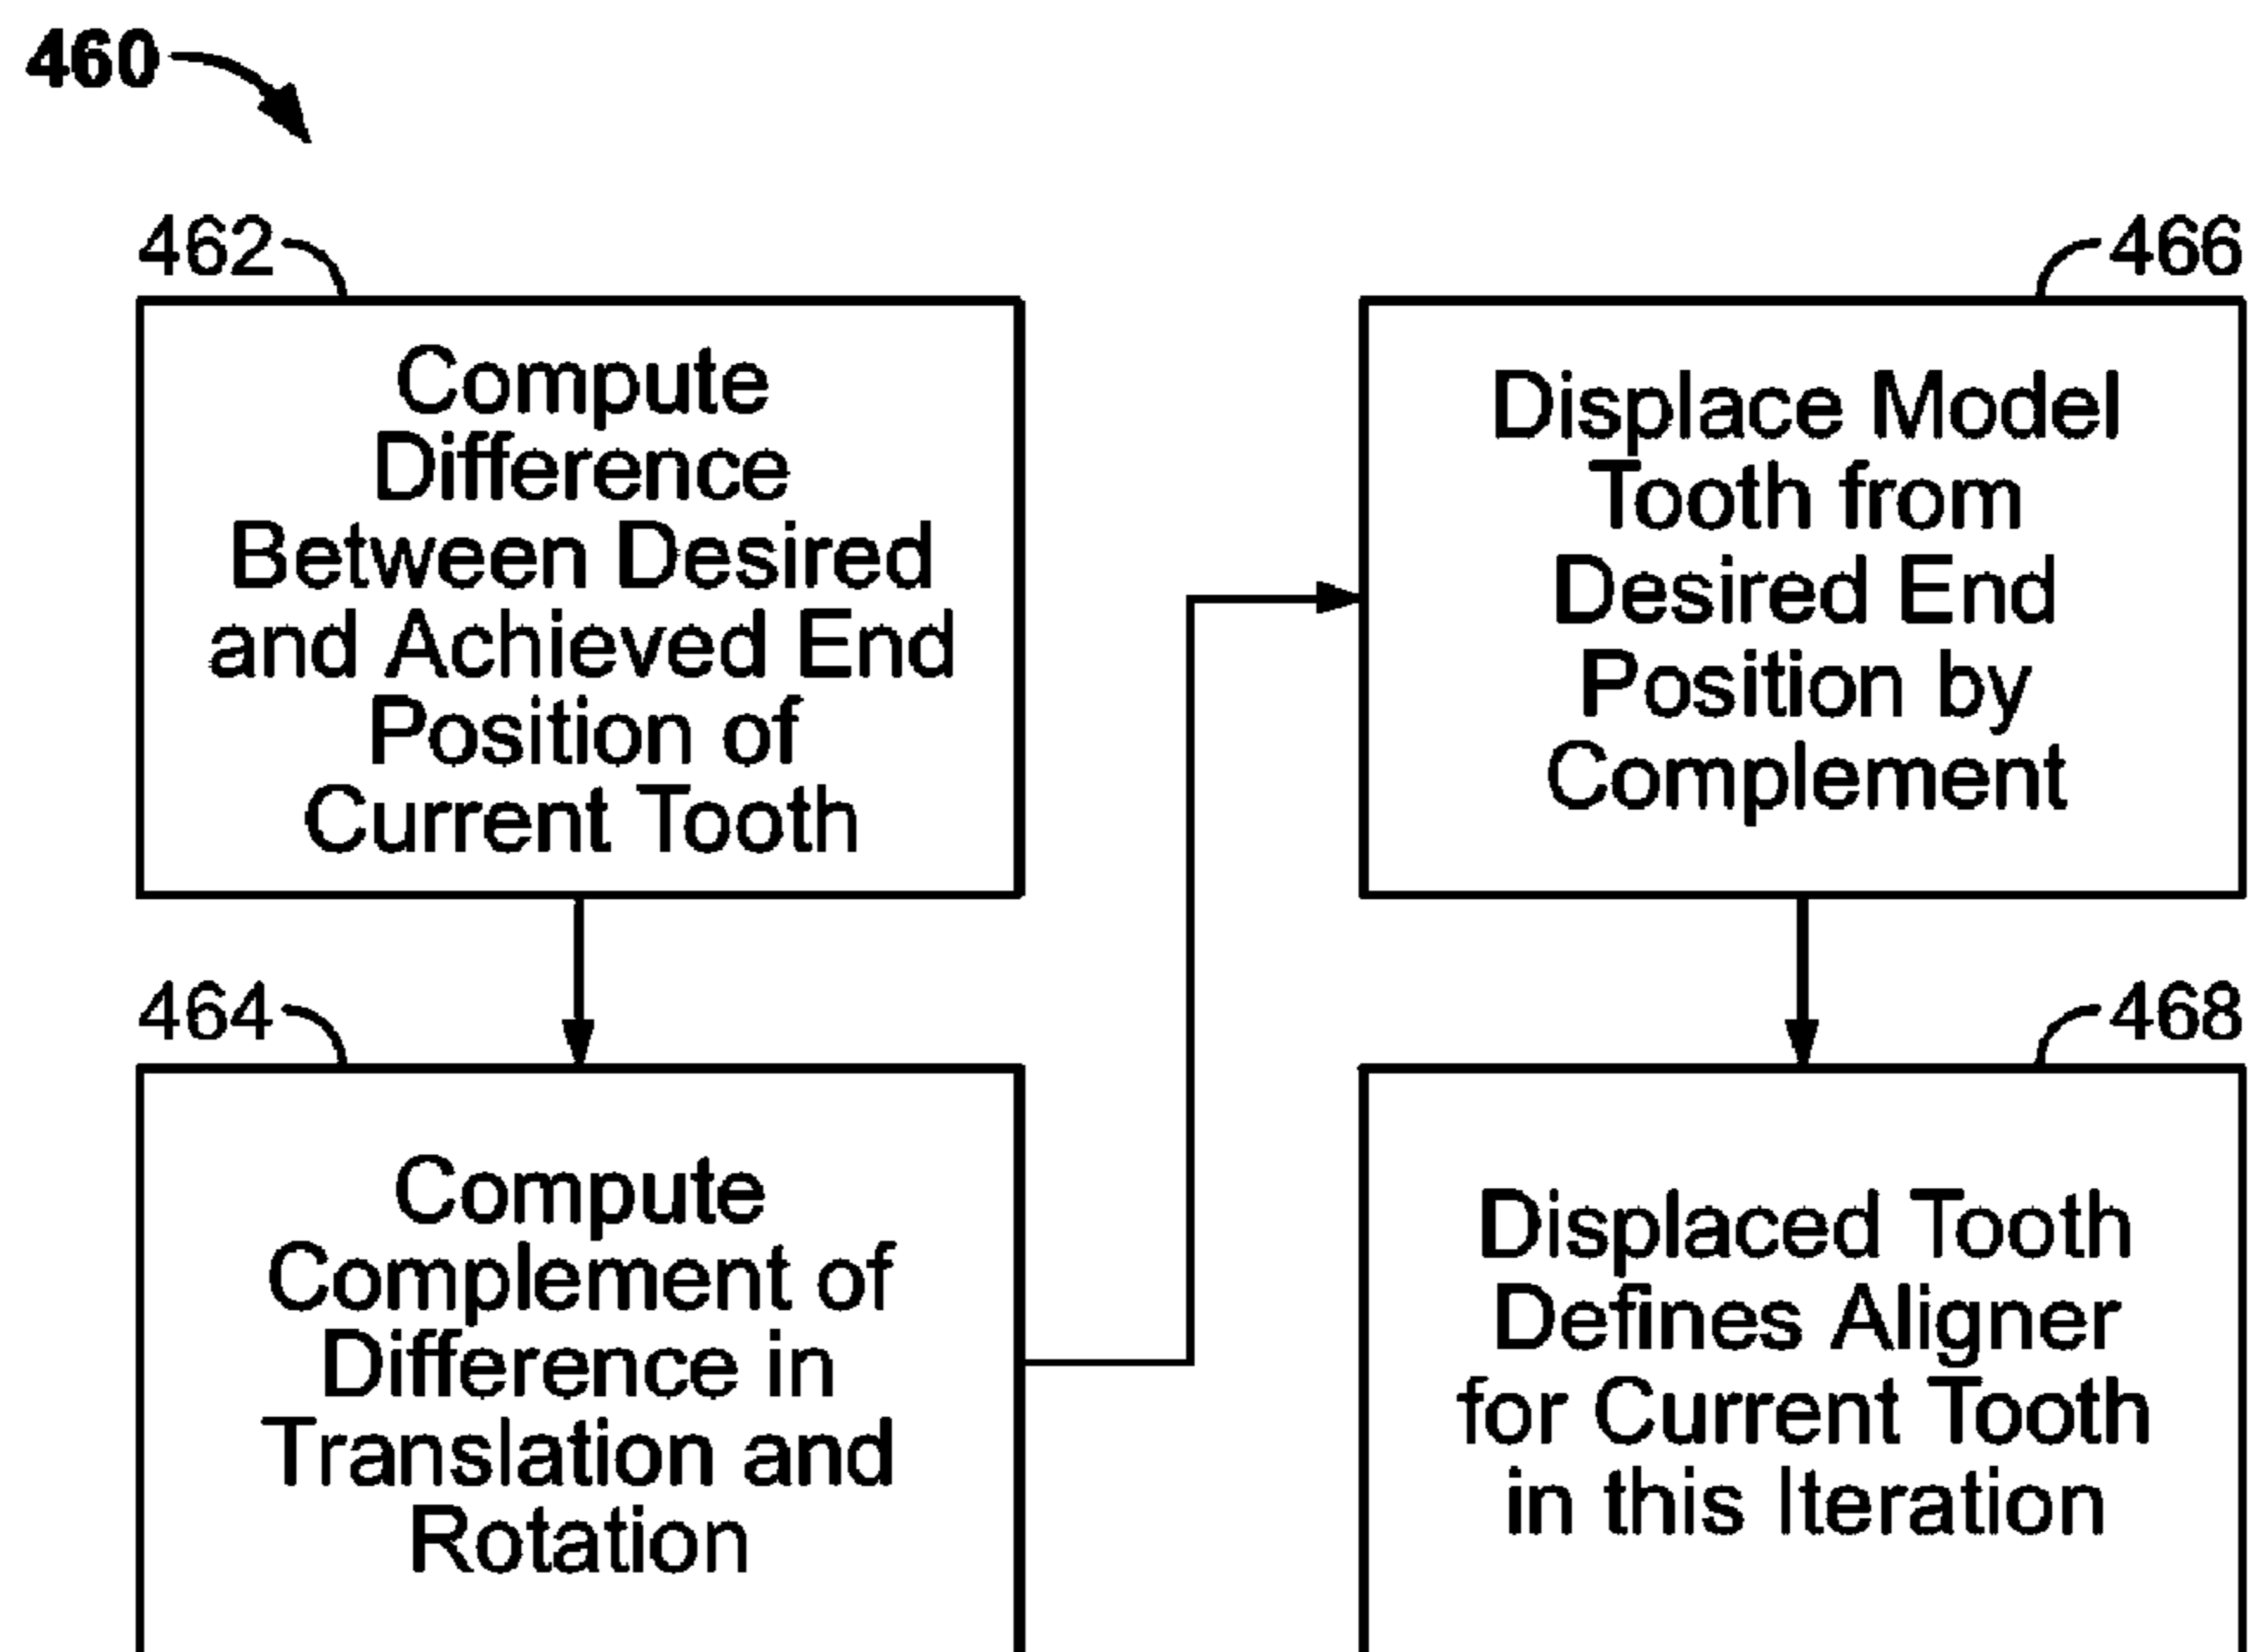 460
462
Compute
Difference
Between Desired
and Achieved End
Position of
Current Tooth
464
Compute
Complement of
Difference in
Translation and
Rotation
466
Displace Model
Tooth from
Desired End
Position by
Complement
468
Displaced Tooth
Defines Aligner
for Current Tooth
in this Iteration